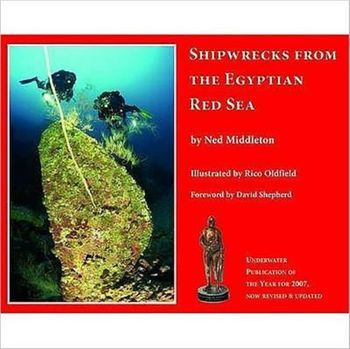 SHIPWRECKS FROM
THE EGYPTIAN
RED SEA
by Ned Middleton
Illustrated by Rico Oldfield
Foreword by David Shepherd
UNDERWATER
PUBLICATION OF
THE YEAR FOR 2007,
NOW REVISED & UPDATED